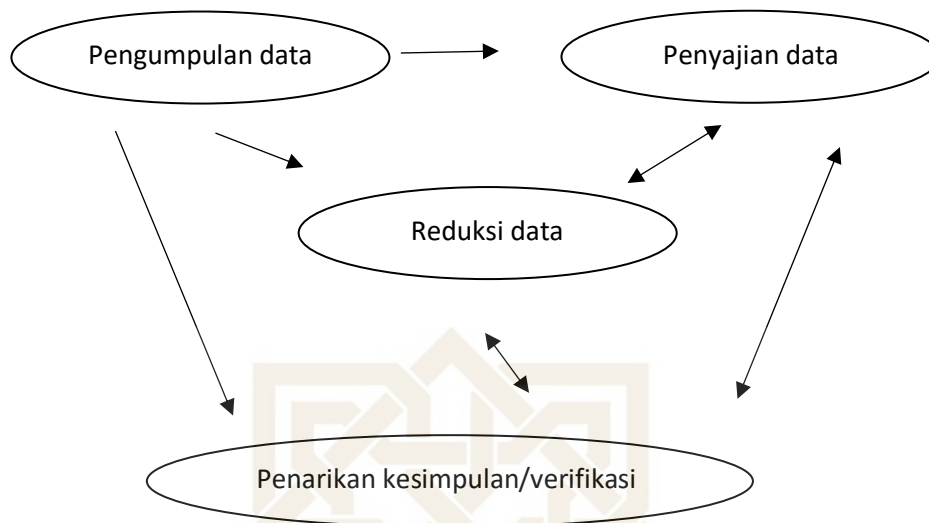 Pengumpulan data
Penyajian data
Reduksi data
Penarikan kesimpulan/verifikasi